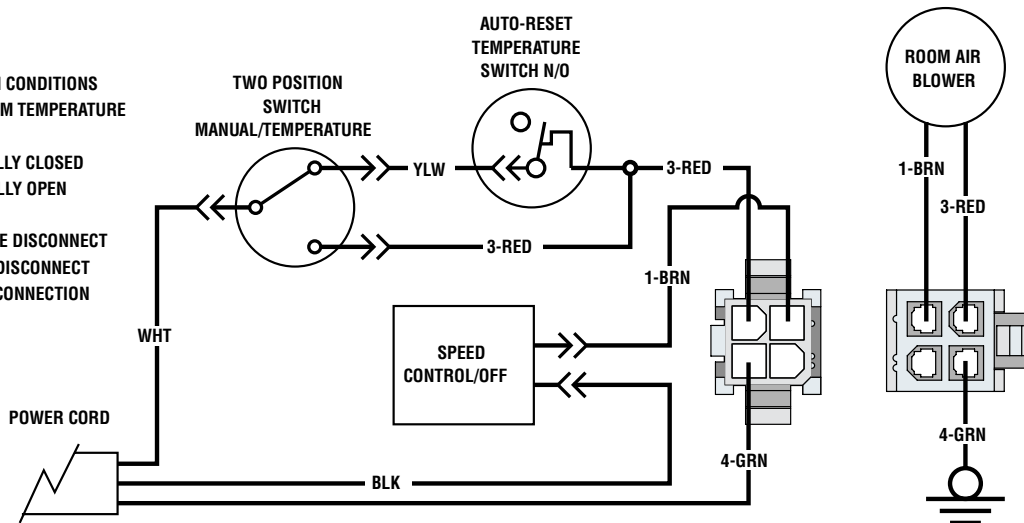 CONDITIONS
TEMPERATURE
CLOSED
OPEN
DISCONNECT
DISCONNECT
CONNECTION
TWO POSITION
SWITCH
MANUAL/TEMPERATURE
AUTO-RESET
TEMPERATURE
SWITCH N/O
YLW
3-RED
3-RED
1-BRN
WHT
SPEED
CONTROL/OFF
POWER CORD
BLK
4-GRN
ROOM AIR
BLOWER
1-BRN
3-RED
4-GRN